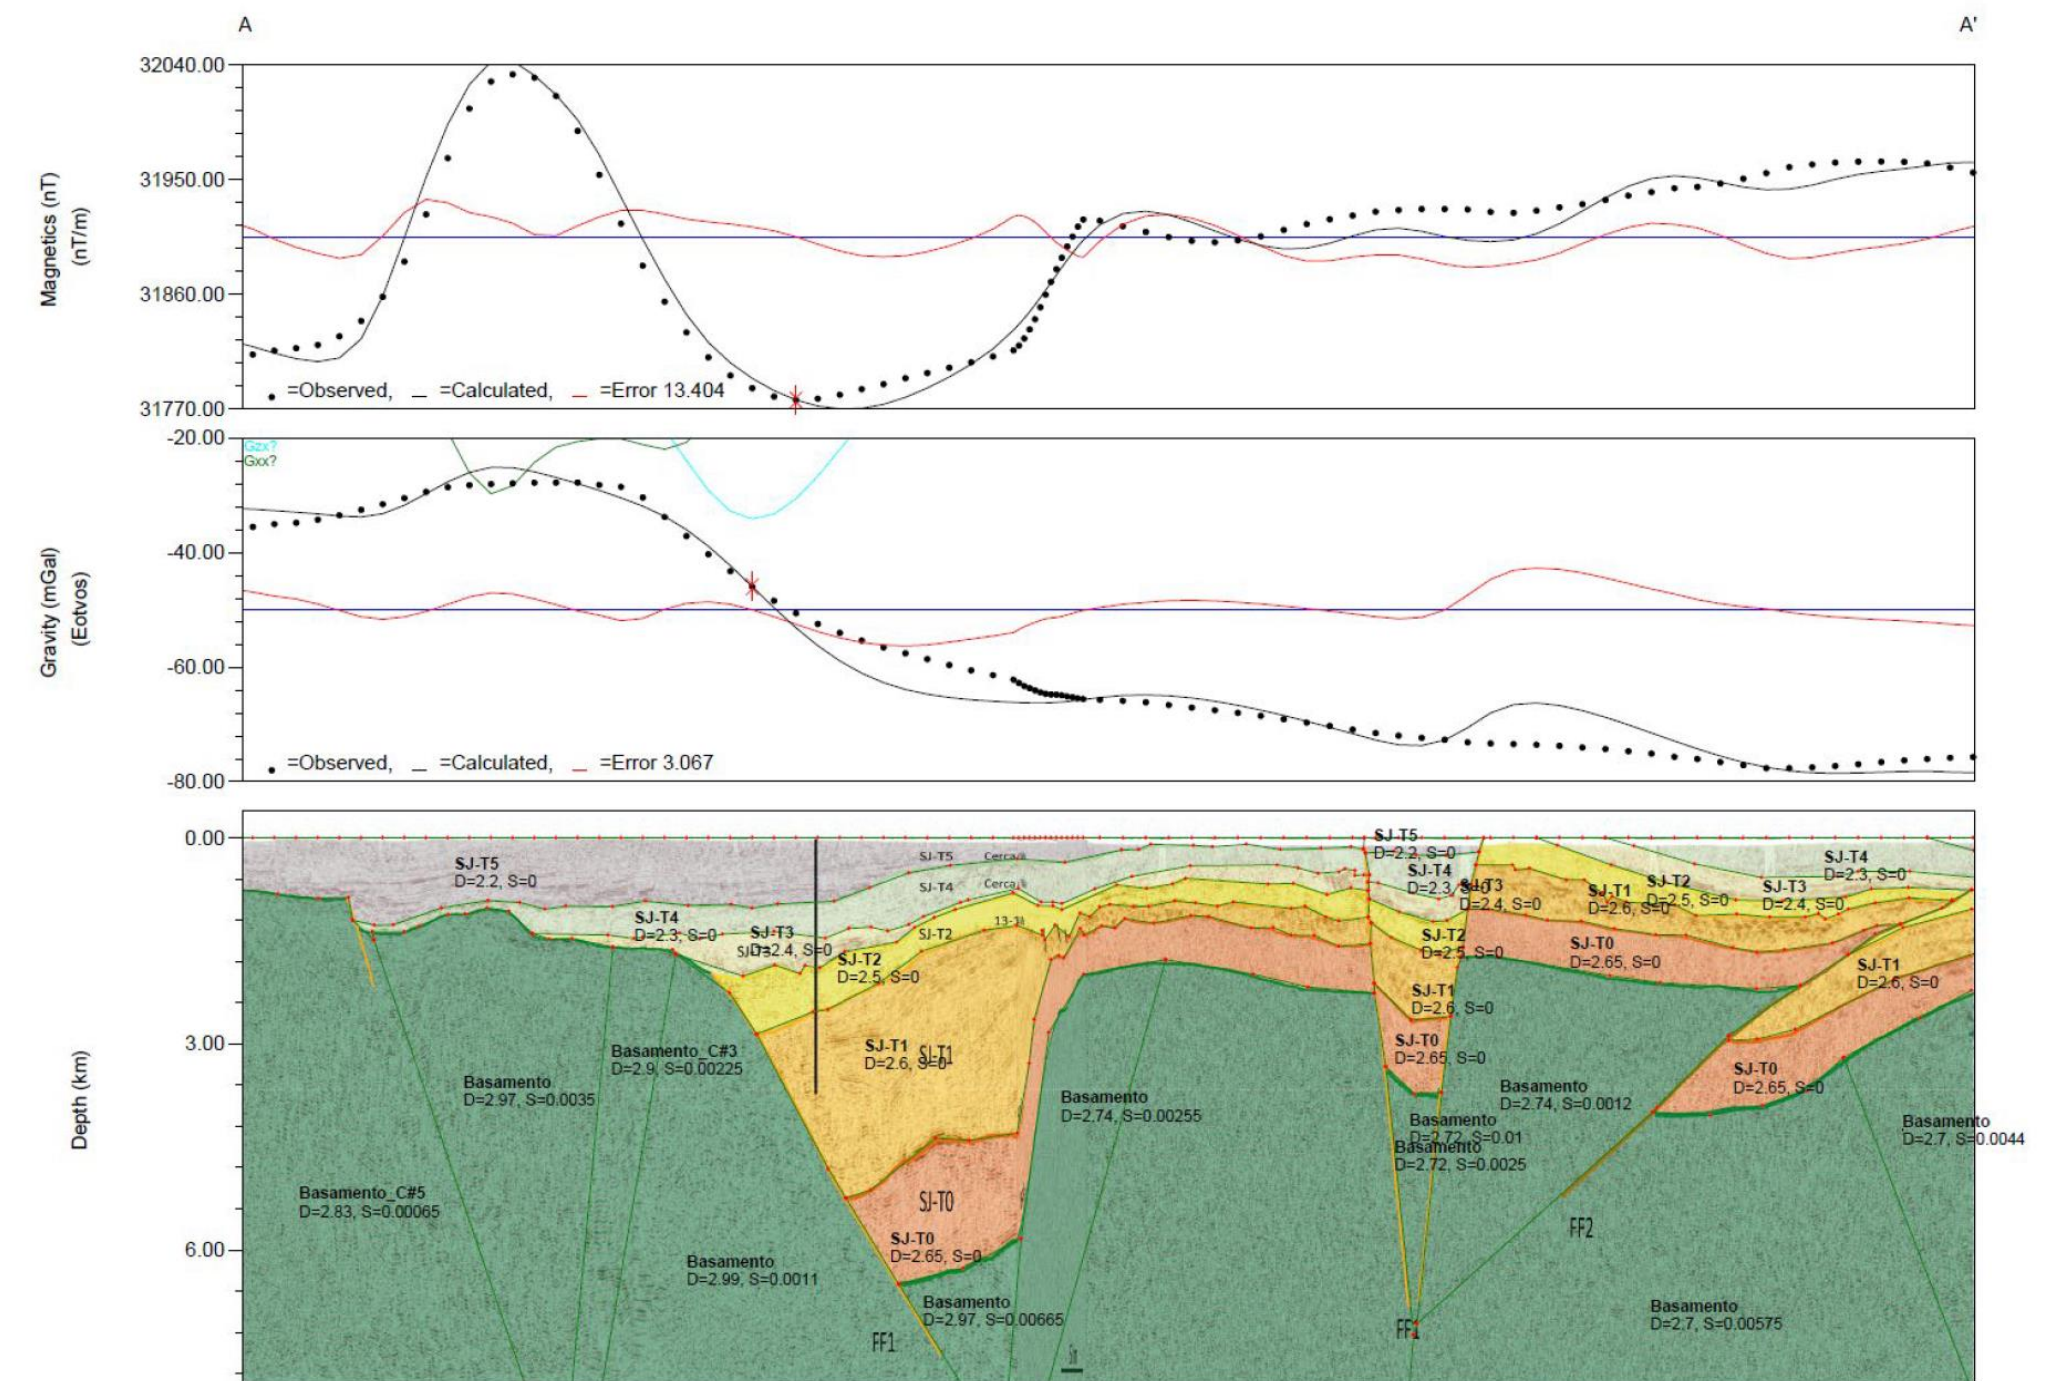 A A'
32040.00
31950.00
31860.00
31770.00
Magnetics (nT)
(nT/m)
=Observed, =Calculated, =Error 13.404
-20.00
-40.00
-60.00
-80.00
Gravity (mGal)
(Eotvos)
Gzx?
Gxx?
=Observed, =Calculated, =Error 3.067
0.00
3.00
6.00
Depth (km)
SJ-T5
D=2.2, S=0
SJ-T5
SJ-T4
SJ-T2
SJ-T4
D=2.3, S=0
SJ-T3
D=2.4, S=0
SJ-T2
D=2.5, S=0
SJ-T1
D=2.6, S=0
SJ-T1
SJ-T0
SJ-T0
D=2.65, S=0
SJ-T5
D=2.2, S=0
SJ-T4
D=2.3, S=0
SJ-T3
D=2.4, S=0
SJ-T2
D=2.5, S=0
SJ-T1
D=2.6, S=0
SJ-T0
D=2.65, S=0
SJ-T1
D=2.6, S=0
SJ-T2
D=2.5, S=0
SJ-T3
D=2.4, S=0
SJ-T4
D=2.3, S=0
SJ-T0
D=2.65, S=0
SJ-T1
D=2.6, S=0
SJ-T0
D=2.65, S=0
Basamento_C#5
D=2.83, S=0.00065
Basamento
D=2.97, S=0.0035
Basamento_C#3
D=2.9, S=0.00225
Basamento
D=2.99, S=0.0011
Basamento
D=2.97, S=0.00665
Basamento
D=2.74, S=0.00255
Basamento
D=2.72, S=0.01
Basamento
D=2.72, S=0.0025
Basamento
D=2.74, S=0.0012
Basamento
D=2.7, S=0.0044
Basamento
D=2.7, S=0.00575
FF1
FF2